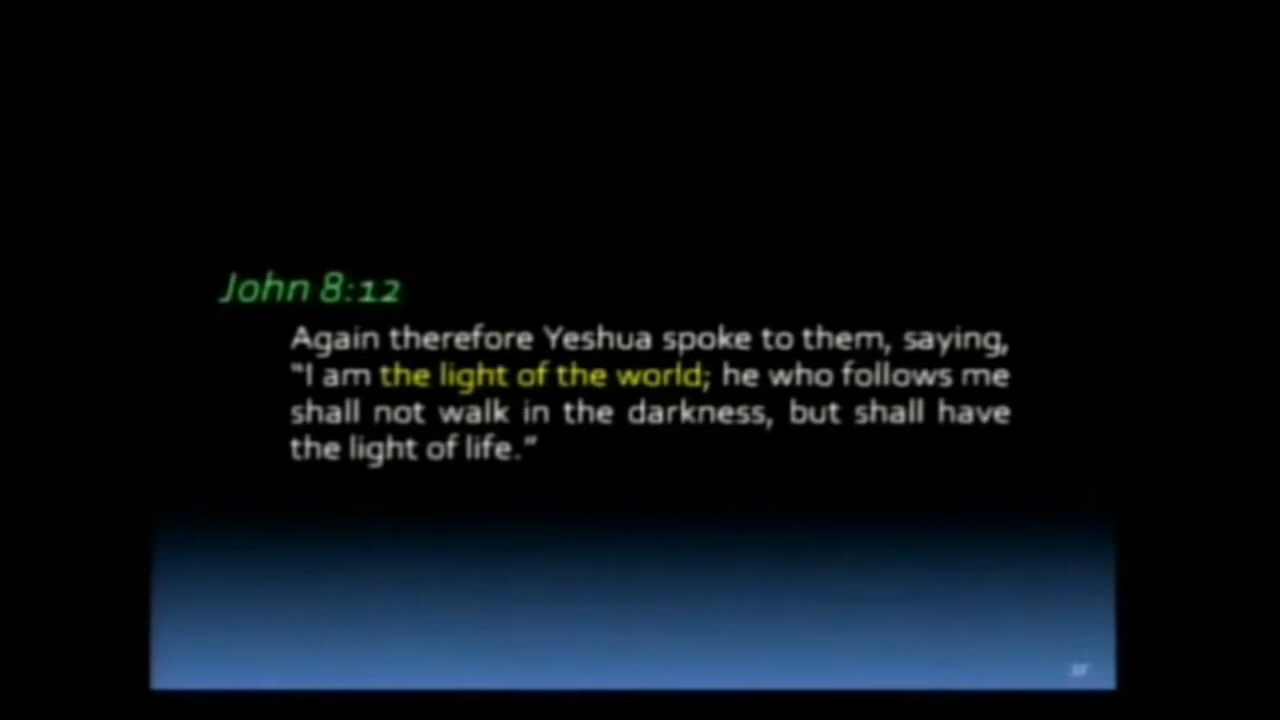 John 8:12
Again therefore Yeshua spoke to them, saying,
"I am the light of the world; he who follows me
shall not walk in the darkness, but shall have
the light of life."